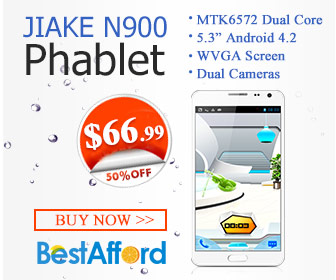 JIAKE N900
Phablet
• MTK6572 Dual Core
• 5.3” Android 4.2
• WVGA Screen
• Dual Cameras
$66.99
50%OFF
BUY NOW >>
BestAfford